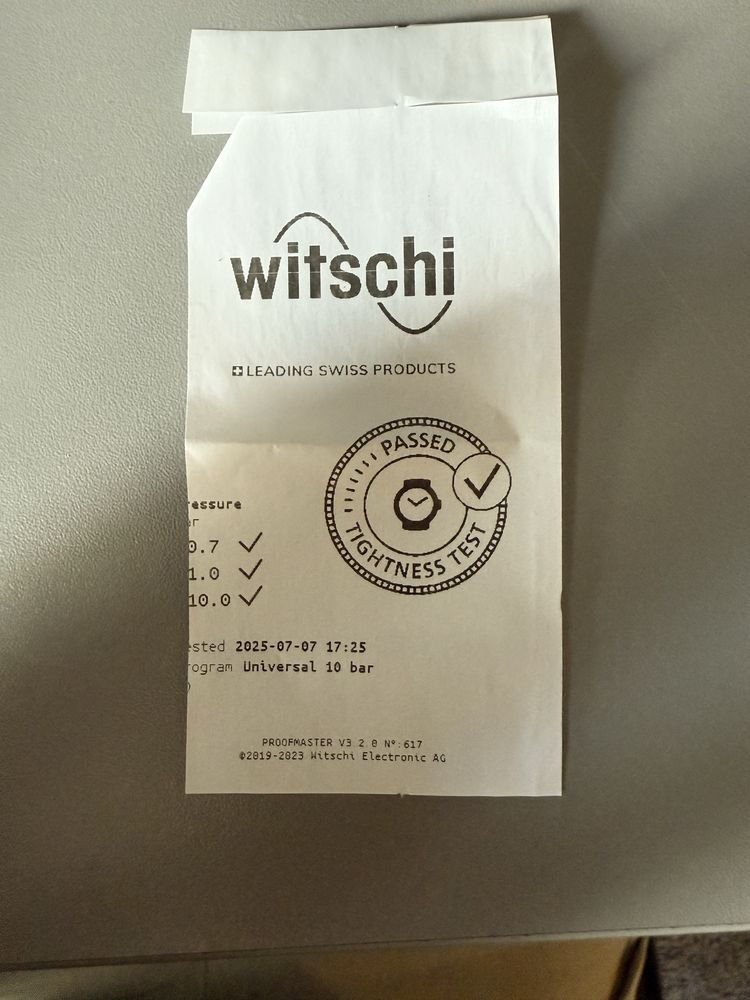 witschi
LEADING SWISS PRODUCTS
PASSED
TIGHTNESS TEST
ressure
r
0.7 ✓
1.0 ✓
10.0 ✓
ested 2025-07-07 17:25
rogram Universal 10 bar
)
PROOFMASTER V3.2.0 N°:617
©2019-2023 Witschi Electronic AG